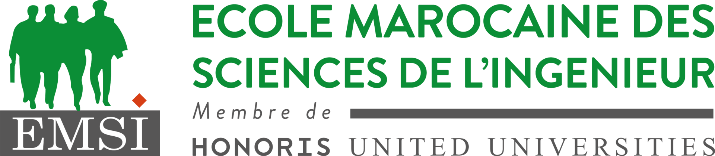 ECOLE MAROCAINE DES
SCIENCES DE L'INGENIEUR
Membre de
HONORIS UNITED UNIVERSITIES
EMSI